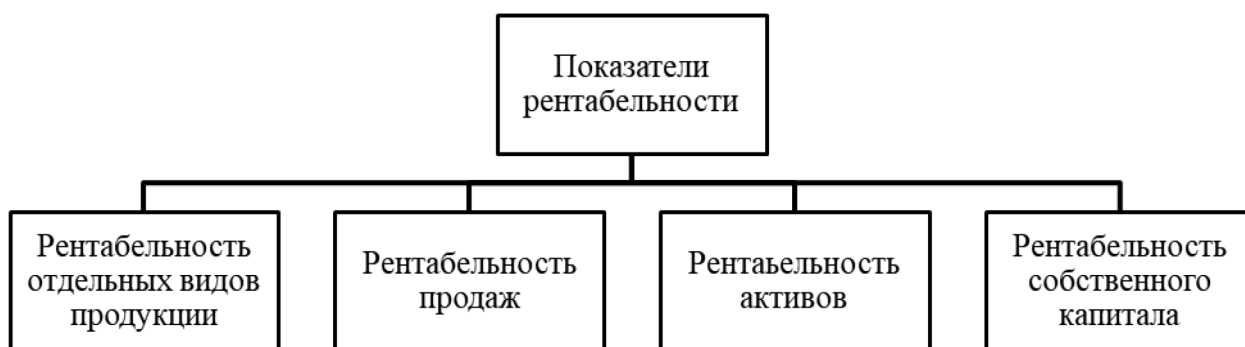 Показатели
рентабельности
Рентабельность
отдельных видов
продукции
Рентабельность
продаж
Рентаьельность
активов
Рентабельность
собственного
капитала